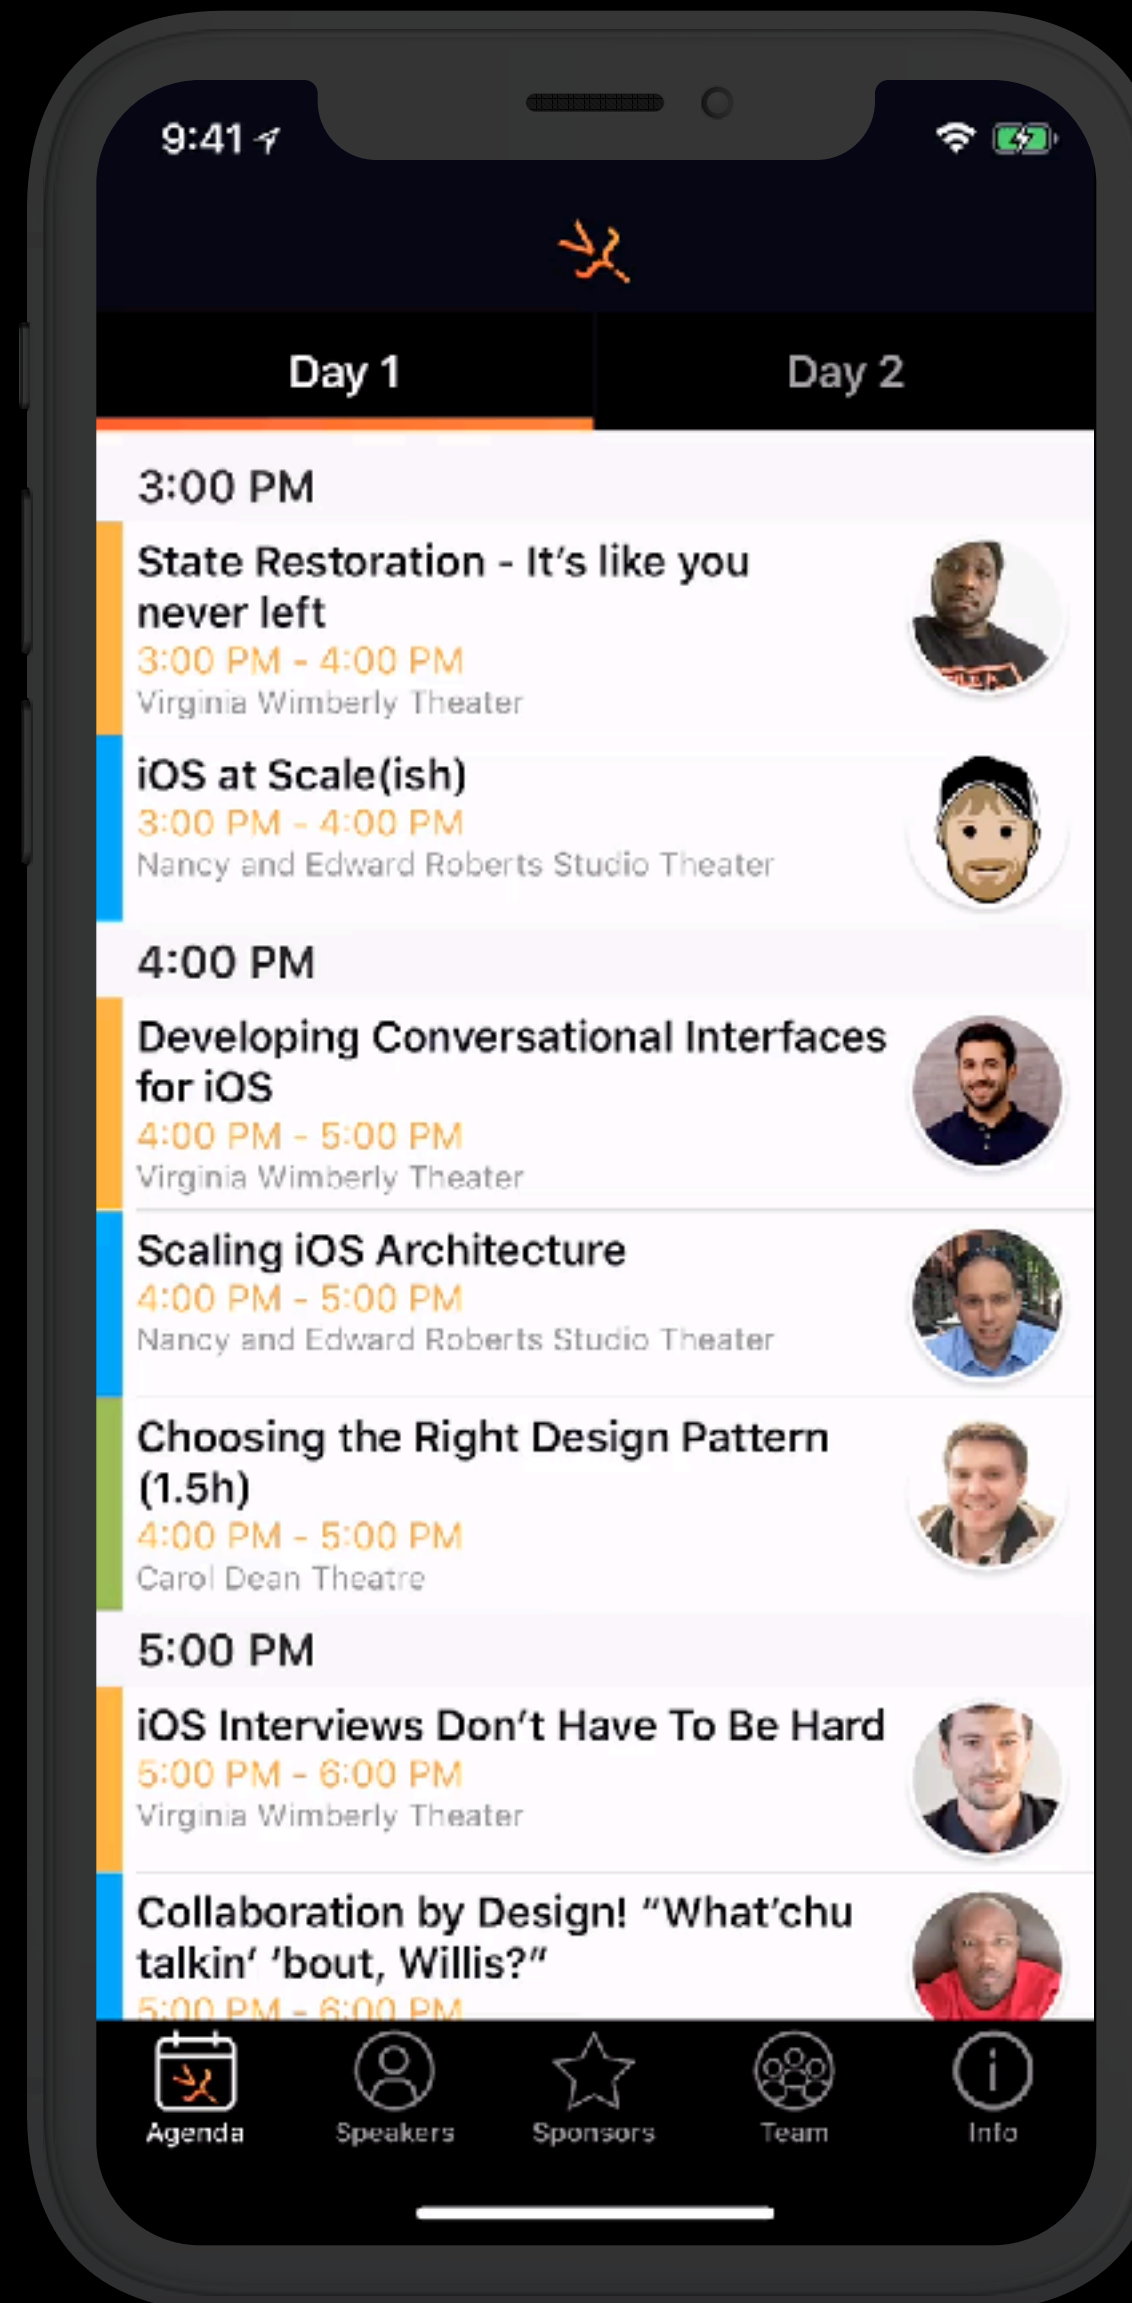 9:41
Day 1
Day 2
3:00 PM
State Restoration - It’s like you
never left
3:00 PM - 4:00 PM
Virginia Wimberly Theater
iOS at Scale(ish)
3:00 PM - 4:00 PM
Nancy and Edward Roberts Studio Theater
4:00 PM
Developing Conversational Interfaces
for iOS
4:00 PM - 5:00 PM
Virginia Wimberly Theater
Scaling iOS Architecture
4:00 PM - 5:00 PM
Nancy and Edward Roberts Studio Theater
Choosing the Right Design Pattern
(1.5h)
4:00 PM - 5:00 PM
Carol Dean Theatre
5:00 PM
iOS Interviews Don’t Have To Be Hard
5:00 PM - 6:00 PM
Virginia Wimberly Theater
Collaboration by Design! “What’chu
talkin’ ’bout, Willis?”
5:00 PM - 6:00 PM
Agenda
Speakers
Sponsors
Team
Info